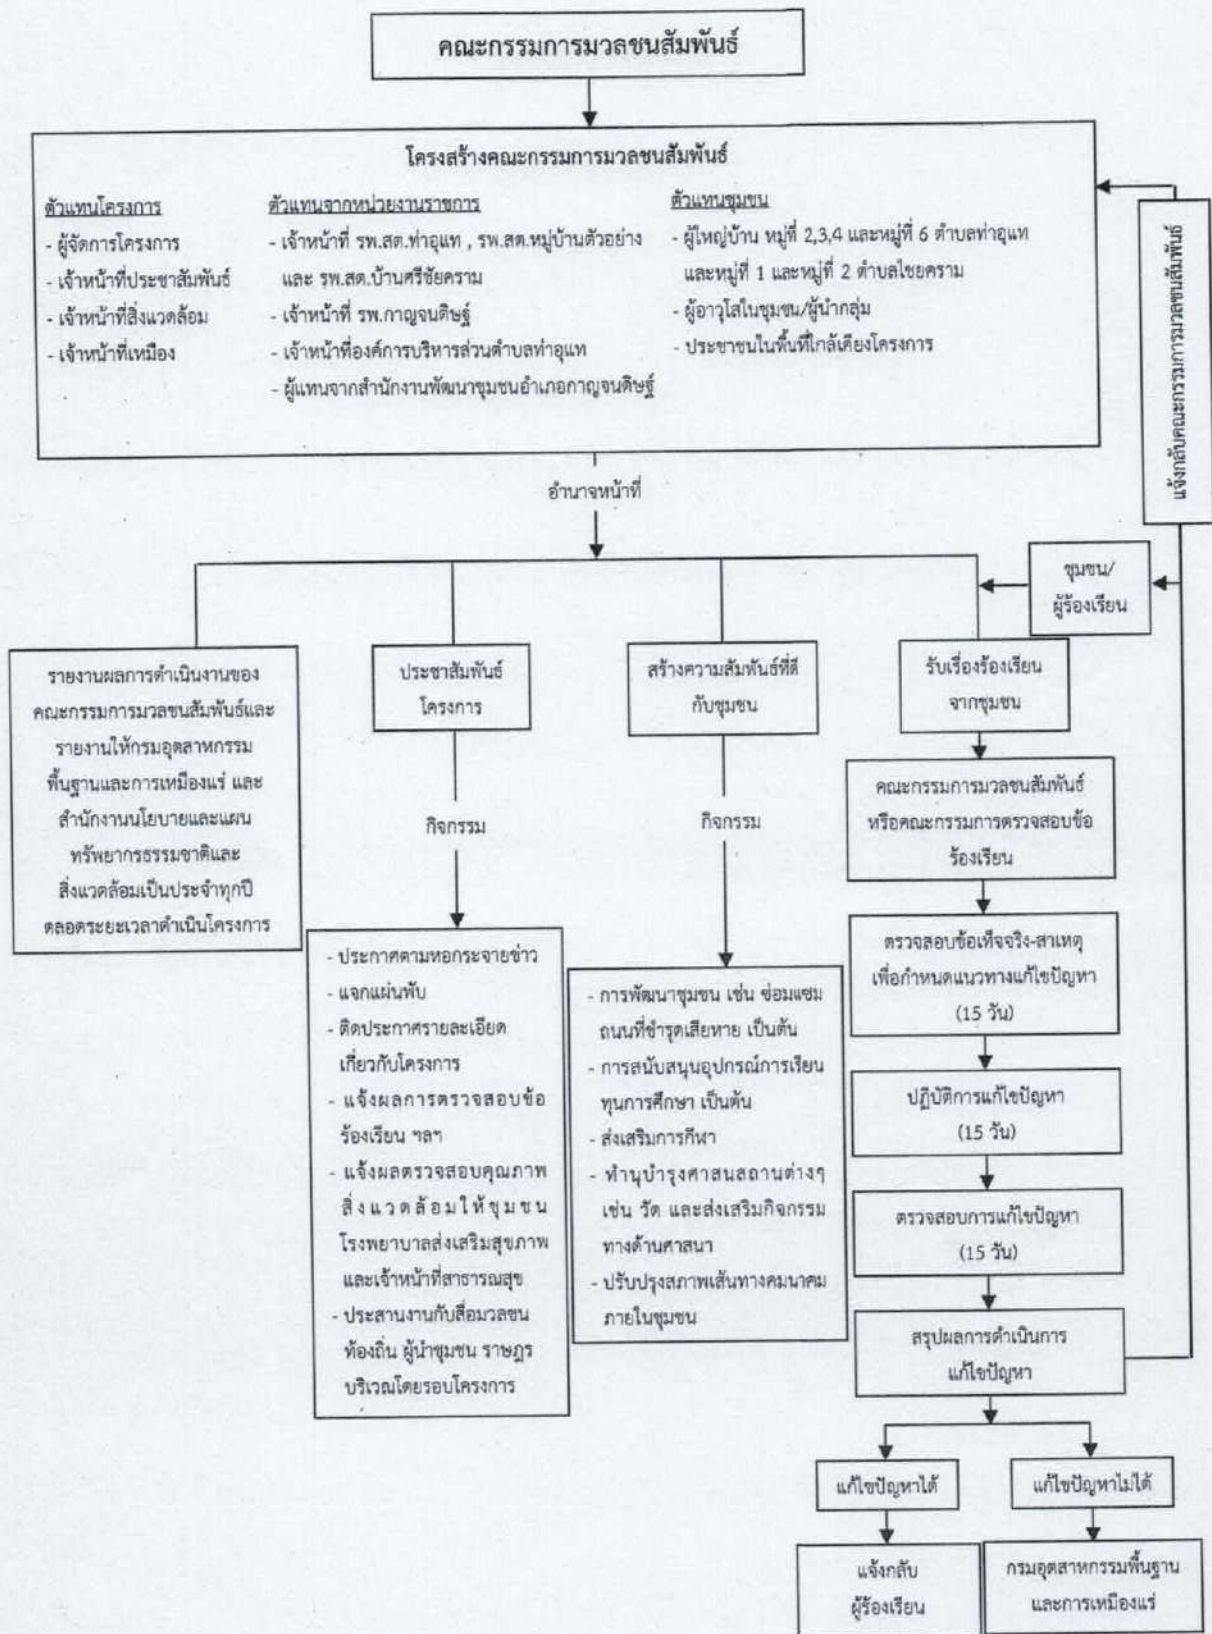 คณะกรรมการมวลชนสัมพันธ์
โครงสร้างคณะกรรมการมวลชนสัมพันธ์
ตัวแทนโครงการ
- ผู้จัดการโครงการ
- เจ้าหน้าที่ประชาสัมพันธ์
- เจ้าหน้าที่สิ่งแวดล้อม
- เจ้าหน้าที่เหมือง
ตัวแทนจากหน่วยงานราชการ
- เจ้าหน้าที่ รพ.สต.ท่าอุแท , รพ.สต.หมู่บ้านตัวอย่าง
และ รพ.สต.บ้านศรีชัยคราม
- เจ้าหน้าที่ รพ.กาญจนดิษฐ์
- เจ้าหน้าที่องค์การบริหารส่วนตำบลท่าอุแท
- ผู้แทนจากสำนักงานพัฒนาชุมชนอำเภอกาญจนดิษฐ์
ตัวแทนชุมชน
- ผู้ใหญ่บ้าน หมู่ที่ 2,3,4 และหมู่ที่ 6 ตำบลท่าอุแท
และหมู่ที่ 1 และหมู่ที่ 2 ตำบลไชยคราม
- ผู้อาวุโสในชุมชน/ผู้นำกลุ่ม
- ประชาชนในพื้นที่ใกล้เคียงโครงการ
แจ้งกลับคณะกรรมการมวลชนสัมพันธ์
อำนาจหน้าที่
ชุมชน/
ผู้ร้องเรียน
รายงานผลการดำเนินงานของ
คณะกรรมการมวลชนสัมพันธ์และ
รายงานให้กรมอุตสาหกรรม
พื้นฐานและการเหมืองแร่ และ
สำนักงานนโยบายและแผน
ทรัพยากรธรรมชาติและ
สิ่งแวดล้อมเป็นประจำทุกปี
ตลอดระยะเวลาดำเนินโครงการ
ประชาสัมพันธ์
โครงการ
กิจกรรม
- ประกาศตามหอกระจายข่าว
- แจกแผ่นพับ
- ติดประกาศรายละเอียด
เกี่ยวกับโครงการ
- แจ้งผลการตรวจสอบข้อ
ร้องเรียน ฯลฯ
- แจ้งผลตรวจสอบคุณภาพ
สิ่งแวดล้อมให้ชุมชน
โรงพยาบาลส่งเสริมสุขภาพ
และเจ้าหน้าที่สาธารณสุข
- ประสานงานกับสื่อมวลชน
ท้องถิ่น ผู้นำชุมชน ราษฎร
บริเวณโดยรอบโครงการ
สร้างความสัมพันธ์ที่ดี
กับชุมชน
กิจกรรม
- การพัฒนาชุมชน เช่น ซ่อมแซม
ถนนที่ชำรุดเสียหาย เป็นต้น
- การสนับสนุนอุปกรณ์การเรียน
ทุนการศึกษา เป็นต้น
- ส่งเสริมการกีฬา
- ทำนุบำรุงศาสนสถานต่างๆ
เช่น วัด และส่งเสริมกิจกรรม
ทางด้านศาสนา
- ปรับปรุงสภาพเส้นทางคมนาคม
ภายในชุมชน
รับเรื่องร้องเรียน
จากชุมชน
คณะกรรมการมวลชนสัมพันธ์
หรือคณะกรรมการตรวจสอบข้อ
ร้องเรียน
ตรวจสอบข้อเท็จจริง-สาเหตุ
เพื่อกำหนดแนวทางแก้ไขปัญหา
(15 วัน)
ปฏิบัติการแก้ไขปัญหา
(15 วัน)
ตรวจสอบการแก้ไขปัญหา
(15 วัน)
สรุปผลการดำเนินการ
แก้ไขปัญหา
แก้ไขปัญหาได้
แก้ไขปัญหาไม่ได้
แจ้งกลับ
ผู้ร้องเรียน
กรมอุตสาหกรรมพื้นฐาน
และการเหมืองแร่